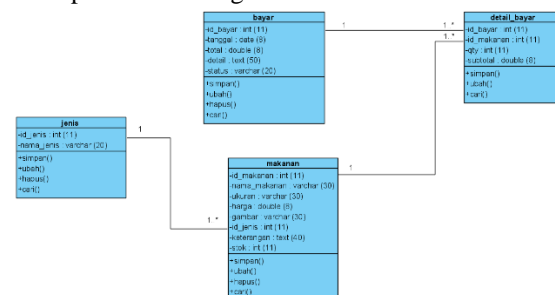 bayar
-id_bayar : int (11)
-tanggal : date (8)
-total : double (8)
-detail : text (50)
-status : varchar (20)
+simpan()
+ubah()
+hapus()
+cari()
1
1..*
1..*
detail_bayar
-id_bayar : int (11)
-id_makanan : int (11)
-qty : int (11)
-subtotal : double (8)
+simpan()
+ubah()
+cari()
jenis
-id_jenis : int (11)
-nama_jenis : varchar (20)
+simpan()
+ubah()
+hapus()
+cari()
1
1..*
makanan
-id_makanan : int (11)
-name_makanan : varchar (30)
-ukuran : varchar (30)
-harga : double (8)
-gambar : varchar (30)
-id_jenis : int (11)
-keterangan : text (40)
-stok : int (11)
+simpan()
+ubah()
+hapus()
+cari()
1